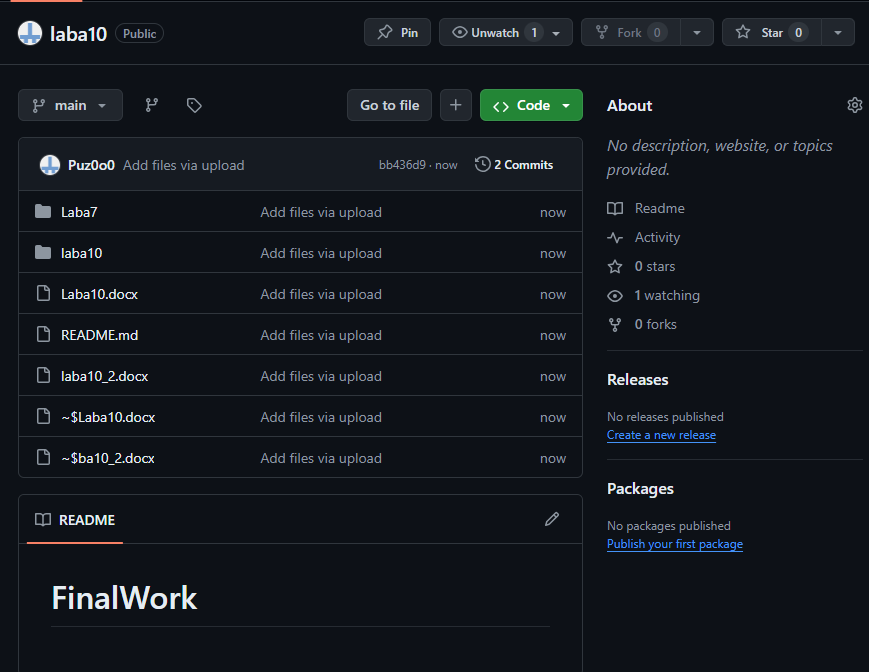 laba10 Public Pin Unwatch 1 Fork 0 Star 0
main Go to file + Code
Puz0o0 Add files via upload bb436d9 · now 2 Commits
Laba7 Add files via upload now
laba10 Add files via upload now
Laba10.docx Add files via upload now
README.md Add files via upload now
laba10_2.docx Add files via upload now
~$Laba10.docx Add files via upload now
~$ba10_2.docx Add files via upload now
README
FinalWork
About
No description, website, or topics
provided.
Readme
Activity
0 stars
1 watching
0 forks
Releases
No releases published
Create a new release
Packages
No packages published
Publish your first package